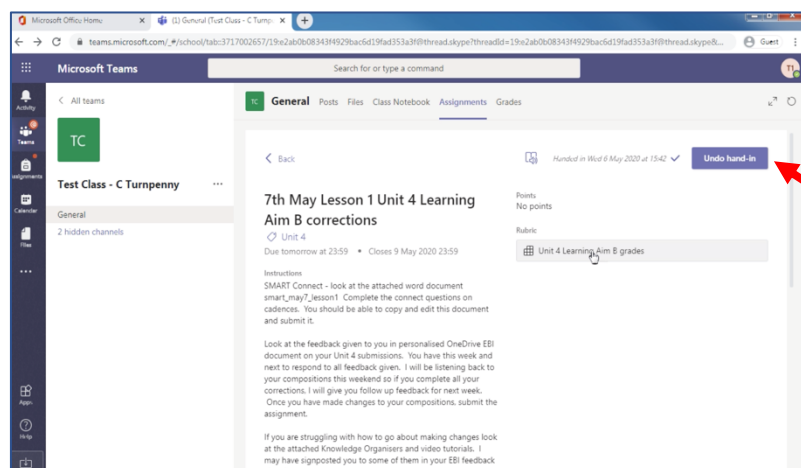 Microsoft Office Home
(1) General (Test Class - C Turnp
teams.microsoft.com/_#/school/tab::3717002657/19:e2ab0b08343f4929bac6d19fad353a3f@thread.skype?threadId=19:e2ab0b08343f4929bac6d19fad353a3f@thread.skype&...
Guest
Microsoft Teams
Search for or type a command
Activity
Teams
Assignments
Calendar
Files
Apps
Help
All teams
TC
Test Class - C Turnpenny
General
2 hidden channels
TC
General Posts Files Class Notebook Assignments Grades
Back
Handed in Wed 6 May 2020 at 15:42
Undo hand-in
7th May Lesson 1 Unit 4 Learning
Aim B corrections
Unit 4
Due tomorrow at 23:59 • Closes 9 May 2020 23:59
Instructions
SMART Connect - look at the attached word document
smart_may7_lesson1 Complete the connect questions on
cadences. You should be able to copy and edit this document
and submit it.
Look at the feedback given to you in personalised OneDrive EBI
document on your Unit 4 submissions. You have this week and
next to respond to all feedback given. I will be listening back to
your compositions this weekend so if you complete all your
corrections, I will give you follow up feedback for next week.
Once you have made changes to your compositions, submit the
assignment.
If you are struggling with how to go about making changes look
at the attached Knowledge Organisers and video tutorials. I
may have signposted you to some of them in your EBI feedback
Points
No points
Rubric
Unit 4 Learning Aim B grades